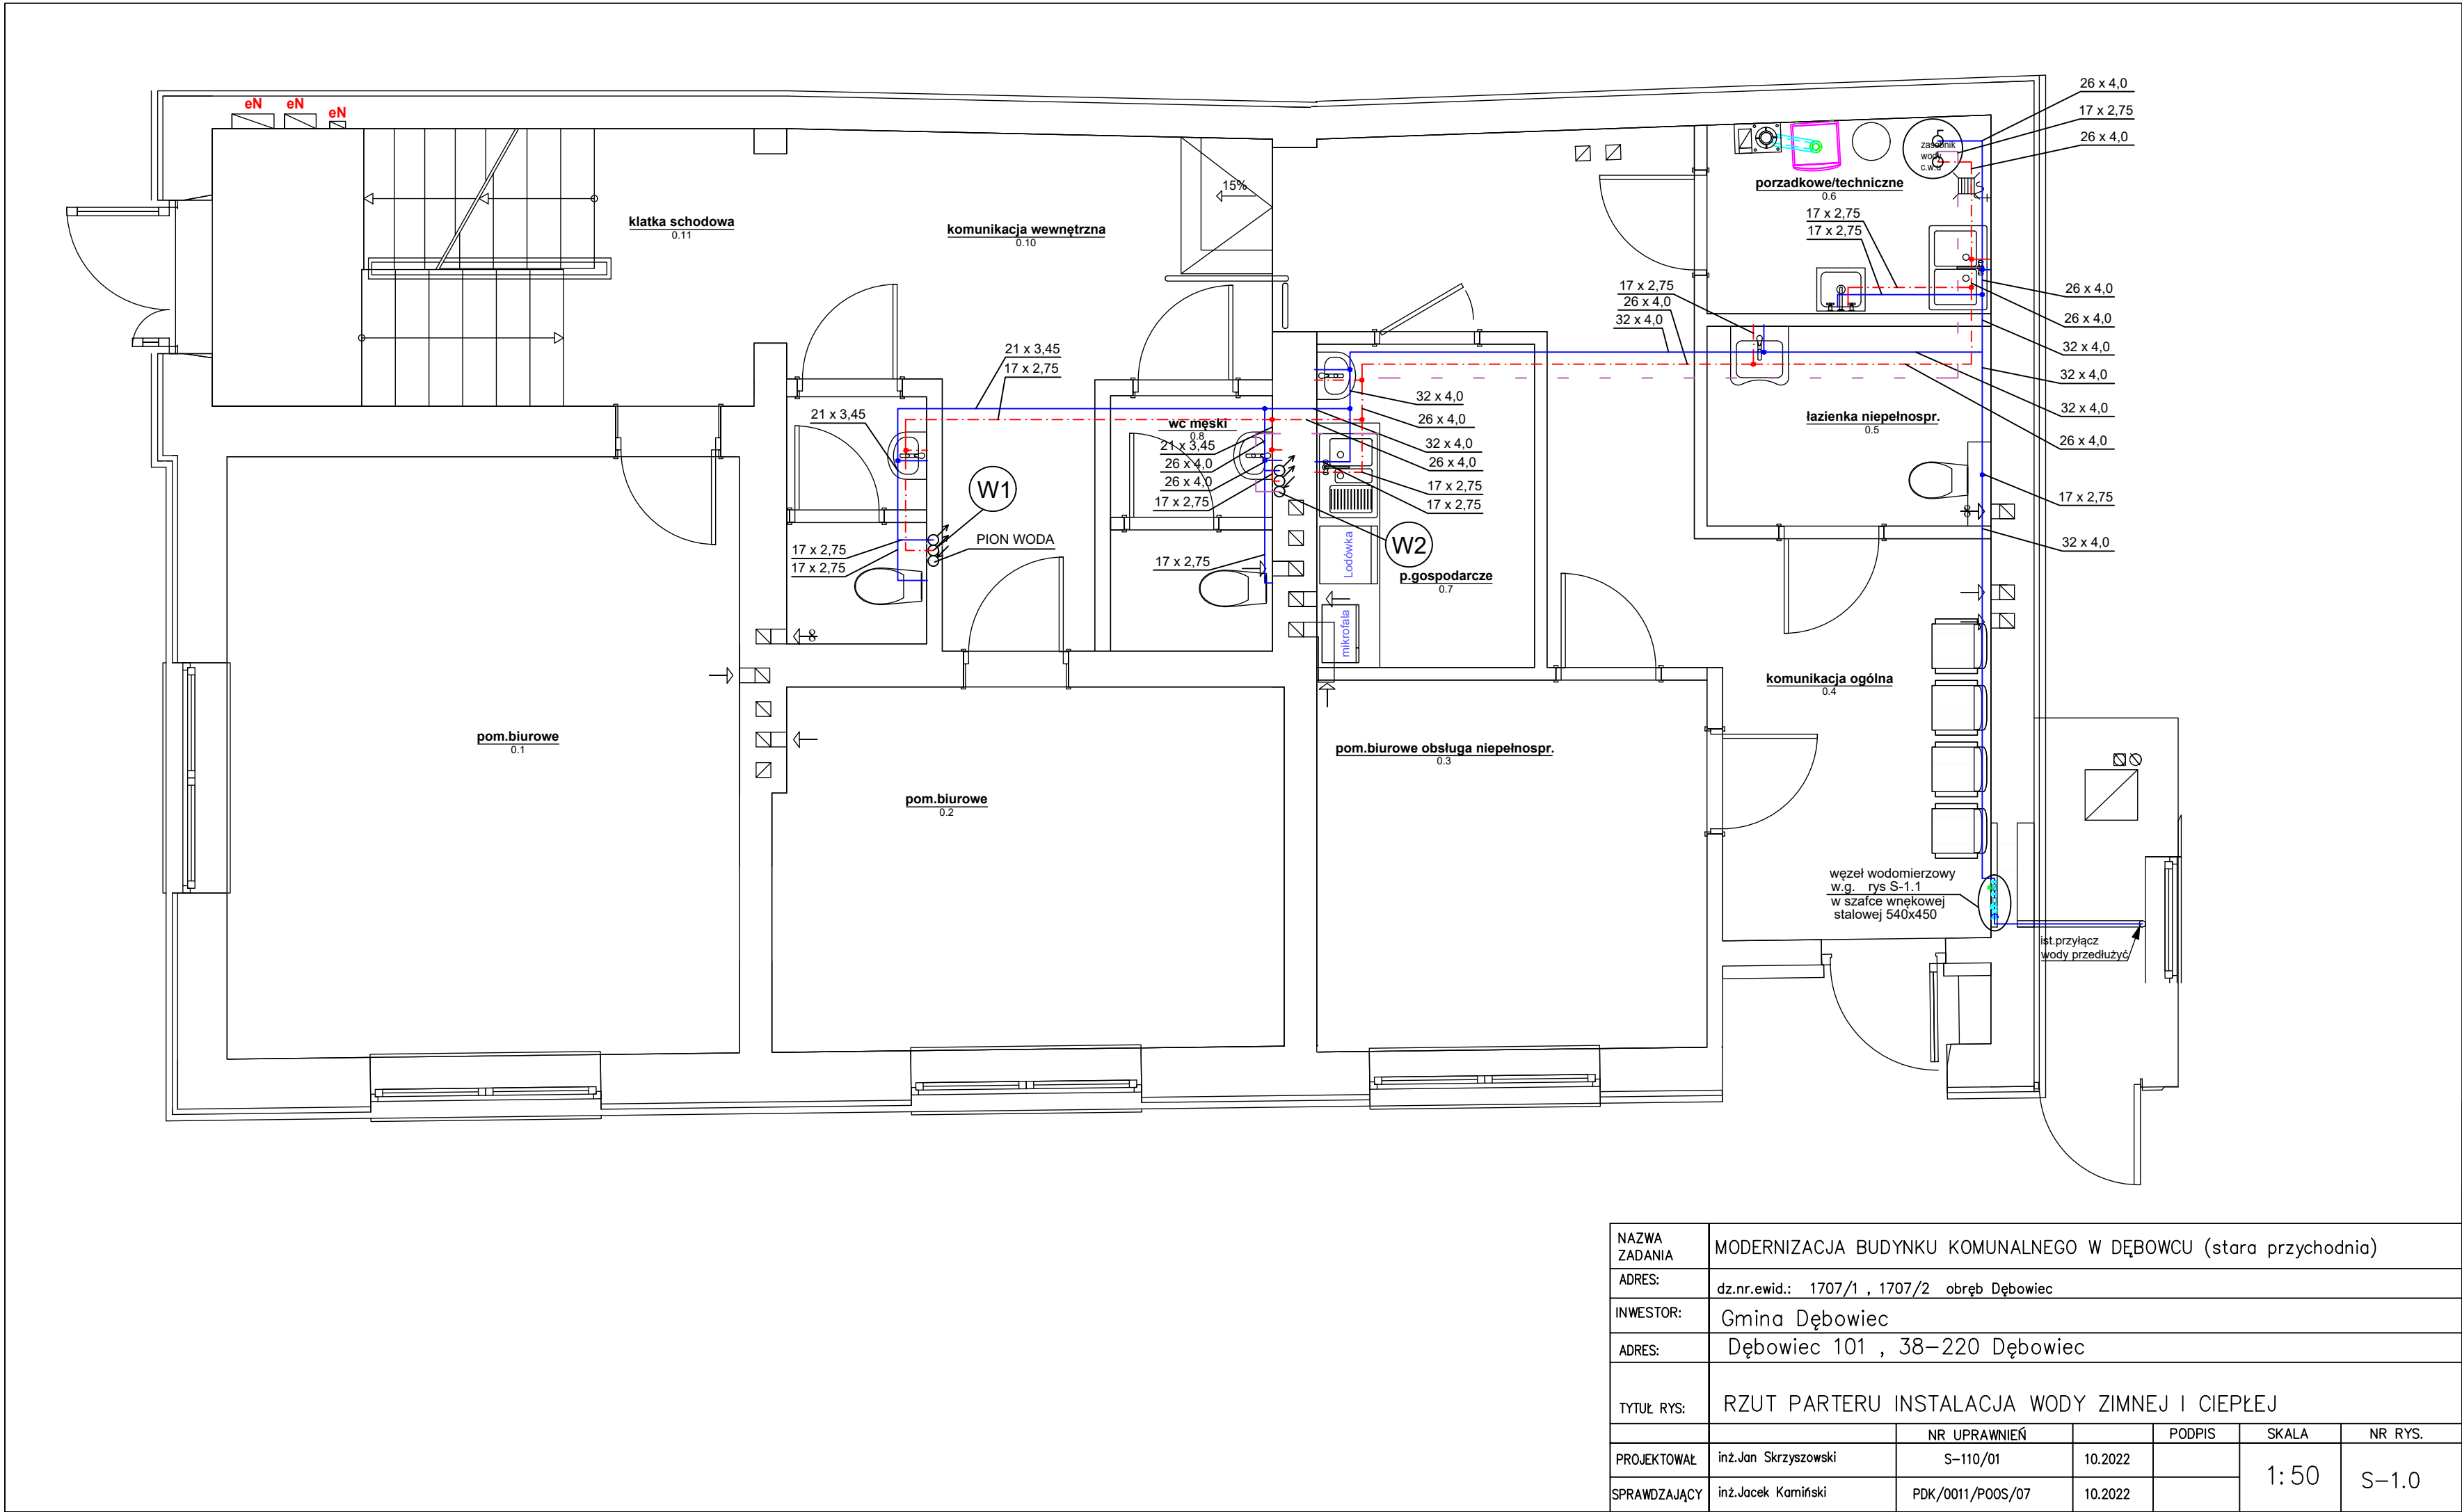 eN
eN
eN
klatka schodowa
0.11
komunikacja wewnętrzna
0.10
15%
26 x 4,0
17 x 2,75
26 x 4,0
zasobnik
wody
c.w.u
porzadkowe/techniczne
0.6
17 x 2,75
17 x 2,75
17 x 2,75
26 x 4,0
32 x 4,0
26 x 4,0
26 x 4,0
32 x 4,0
32 x 4,0
32 x 4,0
26 x 4,0
17 x 2,75
32 x 4,0
21 x 3,45
17 x 2,75
21 x 3,45
wc męski
0.8
21 x 3,45
26 x 4,0
26 x 4,0
17 x 2,75
32 x 4,0
26 x 4,0
32 x 4,0
26 x 4,0
17 x 2,75
17 x 2,75
łazienka niepełnospr.
0.5
W1
PION WODA
17 x 2,75
17 x 2,75
17 x 2,75
W2
Lodówka
p.gospodarcze
0.7
mikrofala
komunikacja ogólna
0.4
pom.biurowe
0.1
pom.biurowe
0.2
pom.biurowe obsługa niepełnospr.
0.3
węzeł wodomierzowy
w.g. rys S-1.1
w szafce wnękowej
stalowej 540x450
ist.przyłącz
wody przedłużyć
NAZWA
ZADANIA
MODERNIZACJA BUDYNKU KOMUNALNEGO W DĘBOWCU (stara przychodnia)
ADRES:
dz.nr.ewid.: 1707/1 , 1707/2 obręb Dębowiec
INWESTOR:
Gmina Dębowiec
ADRES:
Dębowiec 101 , 38-220 Dębowiec
TYTUŁ RYS:
RZUT PARTERU INSTALACJA WODY ZIMNEJ I CIEPŁEJ
NR UPRAWNIEŃ PODPIS SKALA NR RYS.
PROJEKTOWAŁ inż.Jan Skrzyszowski S-110/01 10.2022
1:50 S-1.0
SPRAWDZAJĄCY inż.Jacek Kamiński PDK/0011/POOS/07 10.2022